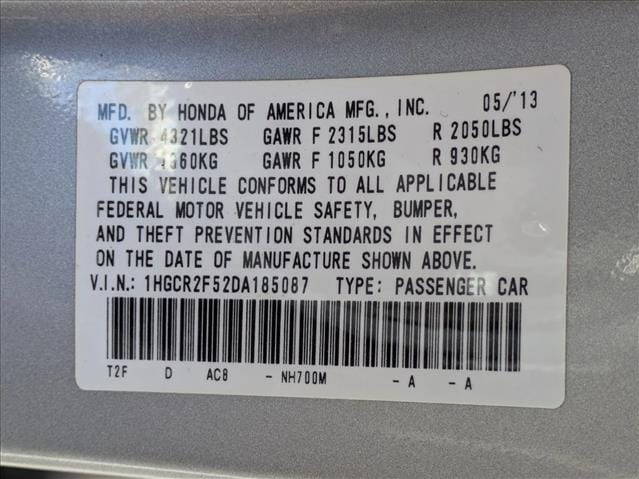 MFD. BY HONDA OF AMERICA MFG., INC. 05/'13
GVWR 4321LBS GAWR F 2315LBS R 2050LBS
GVWR 1960KG GAWR F 1050KG R 930KG
THIS VEHICLE CONFORMS TO ALL APPLICABLE
FEDERAL MOTOR VEHICLE SAFETY, BUMPER,
AND THEFT PREVENTION STANDARDS IN EFFECT
ON THE DATE OF MANUFACTURE SHOWN ABOVE.
V.I.N.: 1HGCR2F52DA185087 TYPE: PASSENGER CAR
T2F D AC8 - NH700M - A - A